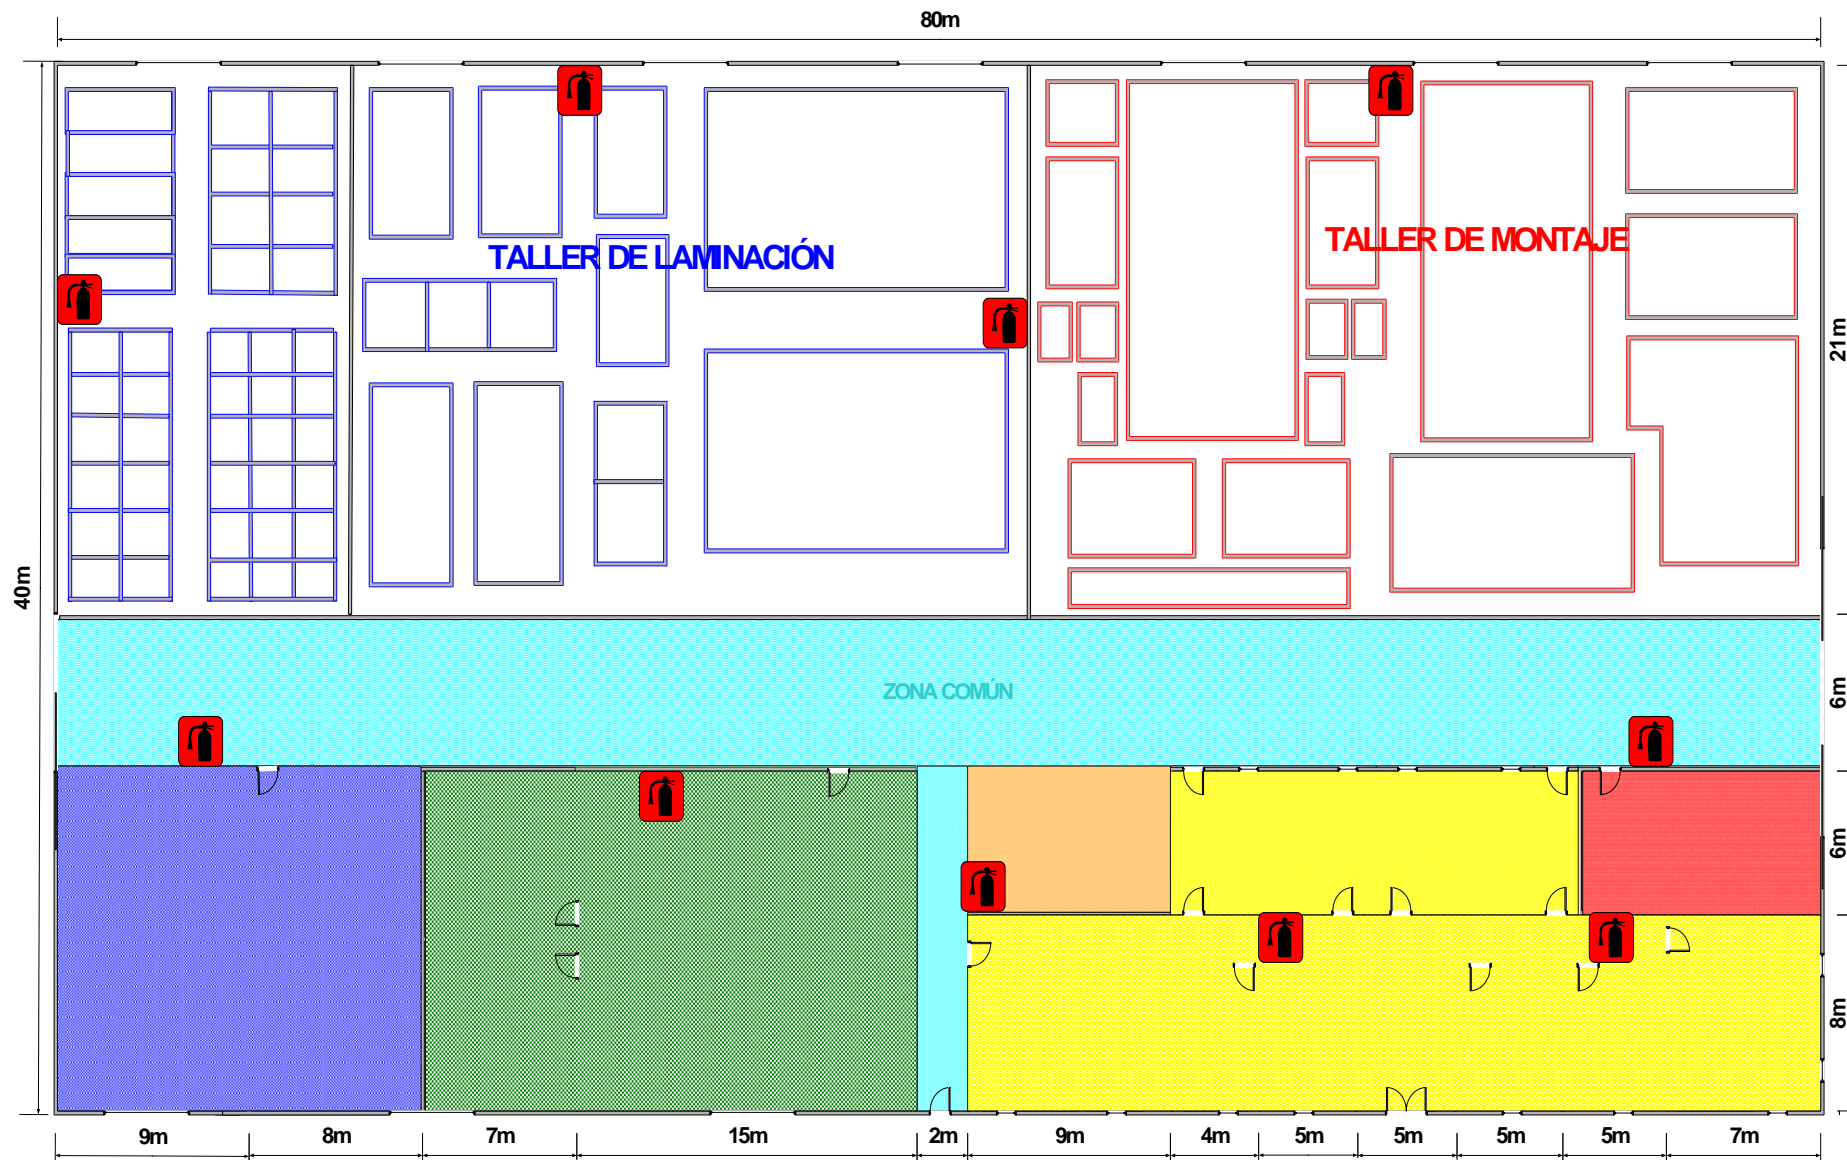 80m
TALLER DE LAMINACIÓN
TALLER DE MONTAJE
21m
40m
ZONA COMÚN
6m
6m
8m
9m
8m
7m
15m
2m
9m
4m
5m
5m
5m
5m
7m